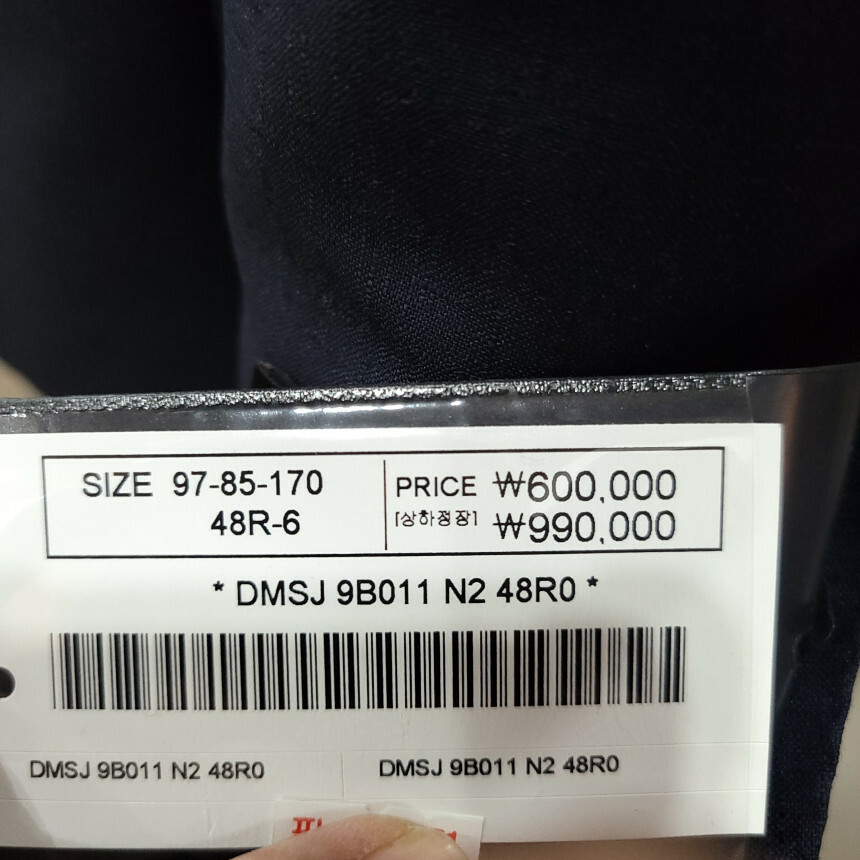 SIZE 97-85-170
48R-6
PRICE ₩600,000
[상하정장] ₩990,000
* DMSJ 9B011 N2 48R0 *
DMSJ 9B011 N2 48R0
DMSJ 9B011 N2 48R0